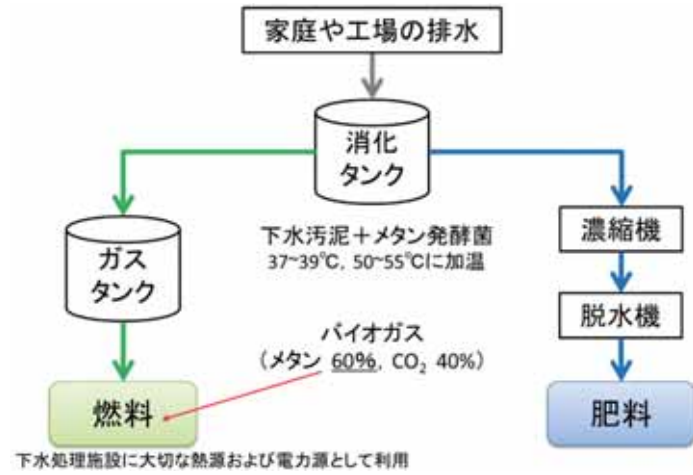 家庭や工場の排水
消化
タンク
ガス
タンク
下水汚泥＋メタン発酵菌
37~39℃, 50~55℃に加温
濃縮機
脱水機
バイオガス
（メタン 60%, CO₂ 40%）
燃料
肥料
下水処理施設に大切な熱源および電力源として利用